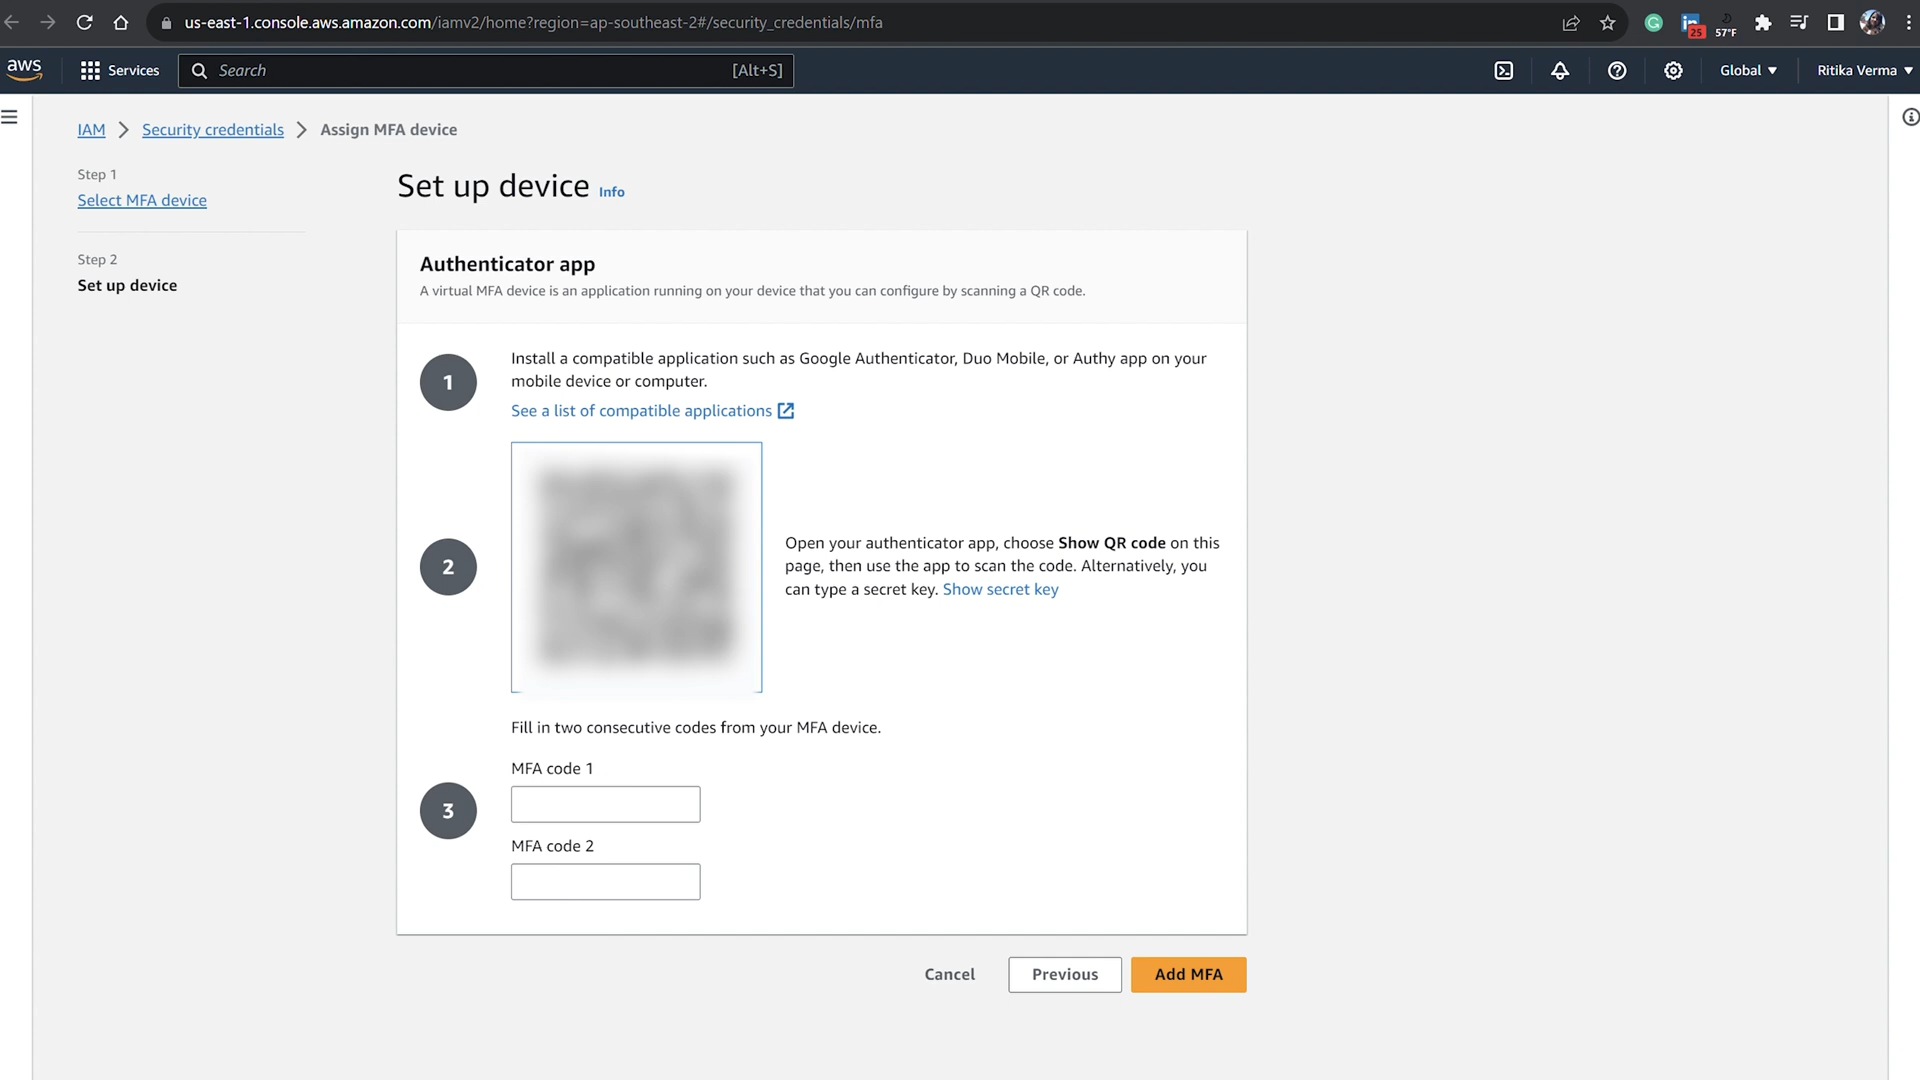 us-east-1.console.aws.amazon.com/iamv2/home?region=ap-southeast-2#/security_credentials/mfa
25
57°F
aws
Services
Search
[Alt+S]
Global
Ritika Verma
IAM
Security credentials
Assign MFA device
Step 1
Select MFA device
Step 2
Set up device
Set up device Info
Authenticator app
A virtual MFA device is an application running on your device that you can configure by scanning a QR code.
1
Install a compatible application such as Google Authenticator, Duo Mobile, or Authy app on your
mobile device or computer.
See a list of compatible applications
2
Open your authenticator app, choose Show QR code on this
page, then use the app to scan the code. Alternatively, you
can type a secret key. Show secret key
Fill in two consecutive codes from your MFA device.
3
MFA code 1
MFA code 2
Cancel
Previous
Add MFA